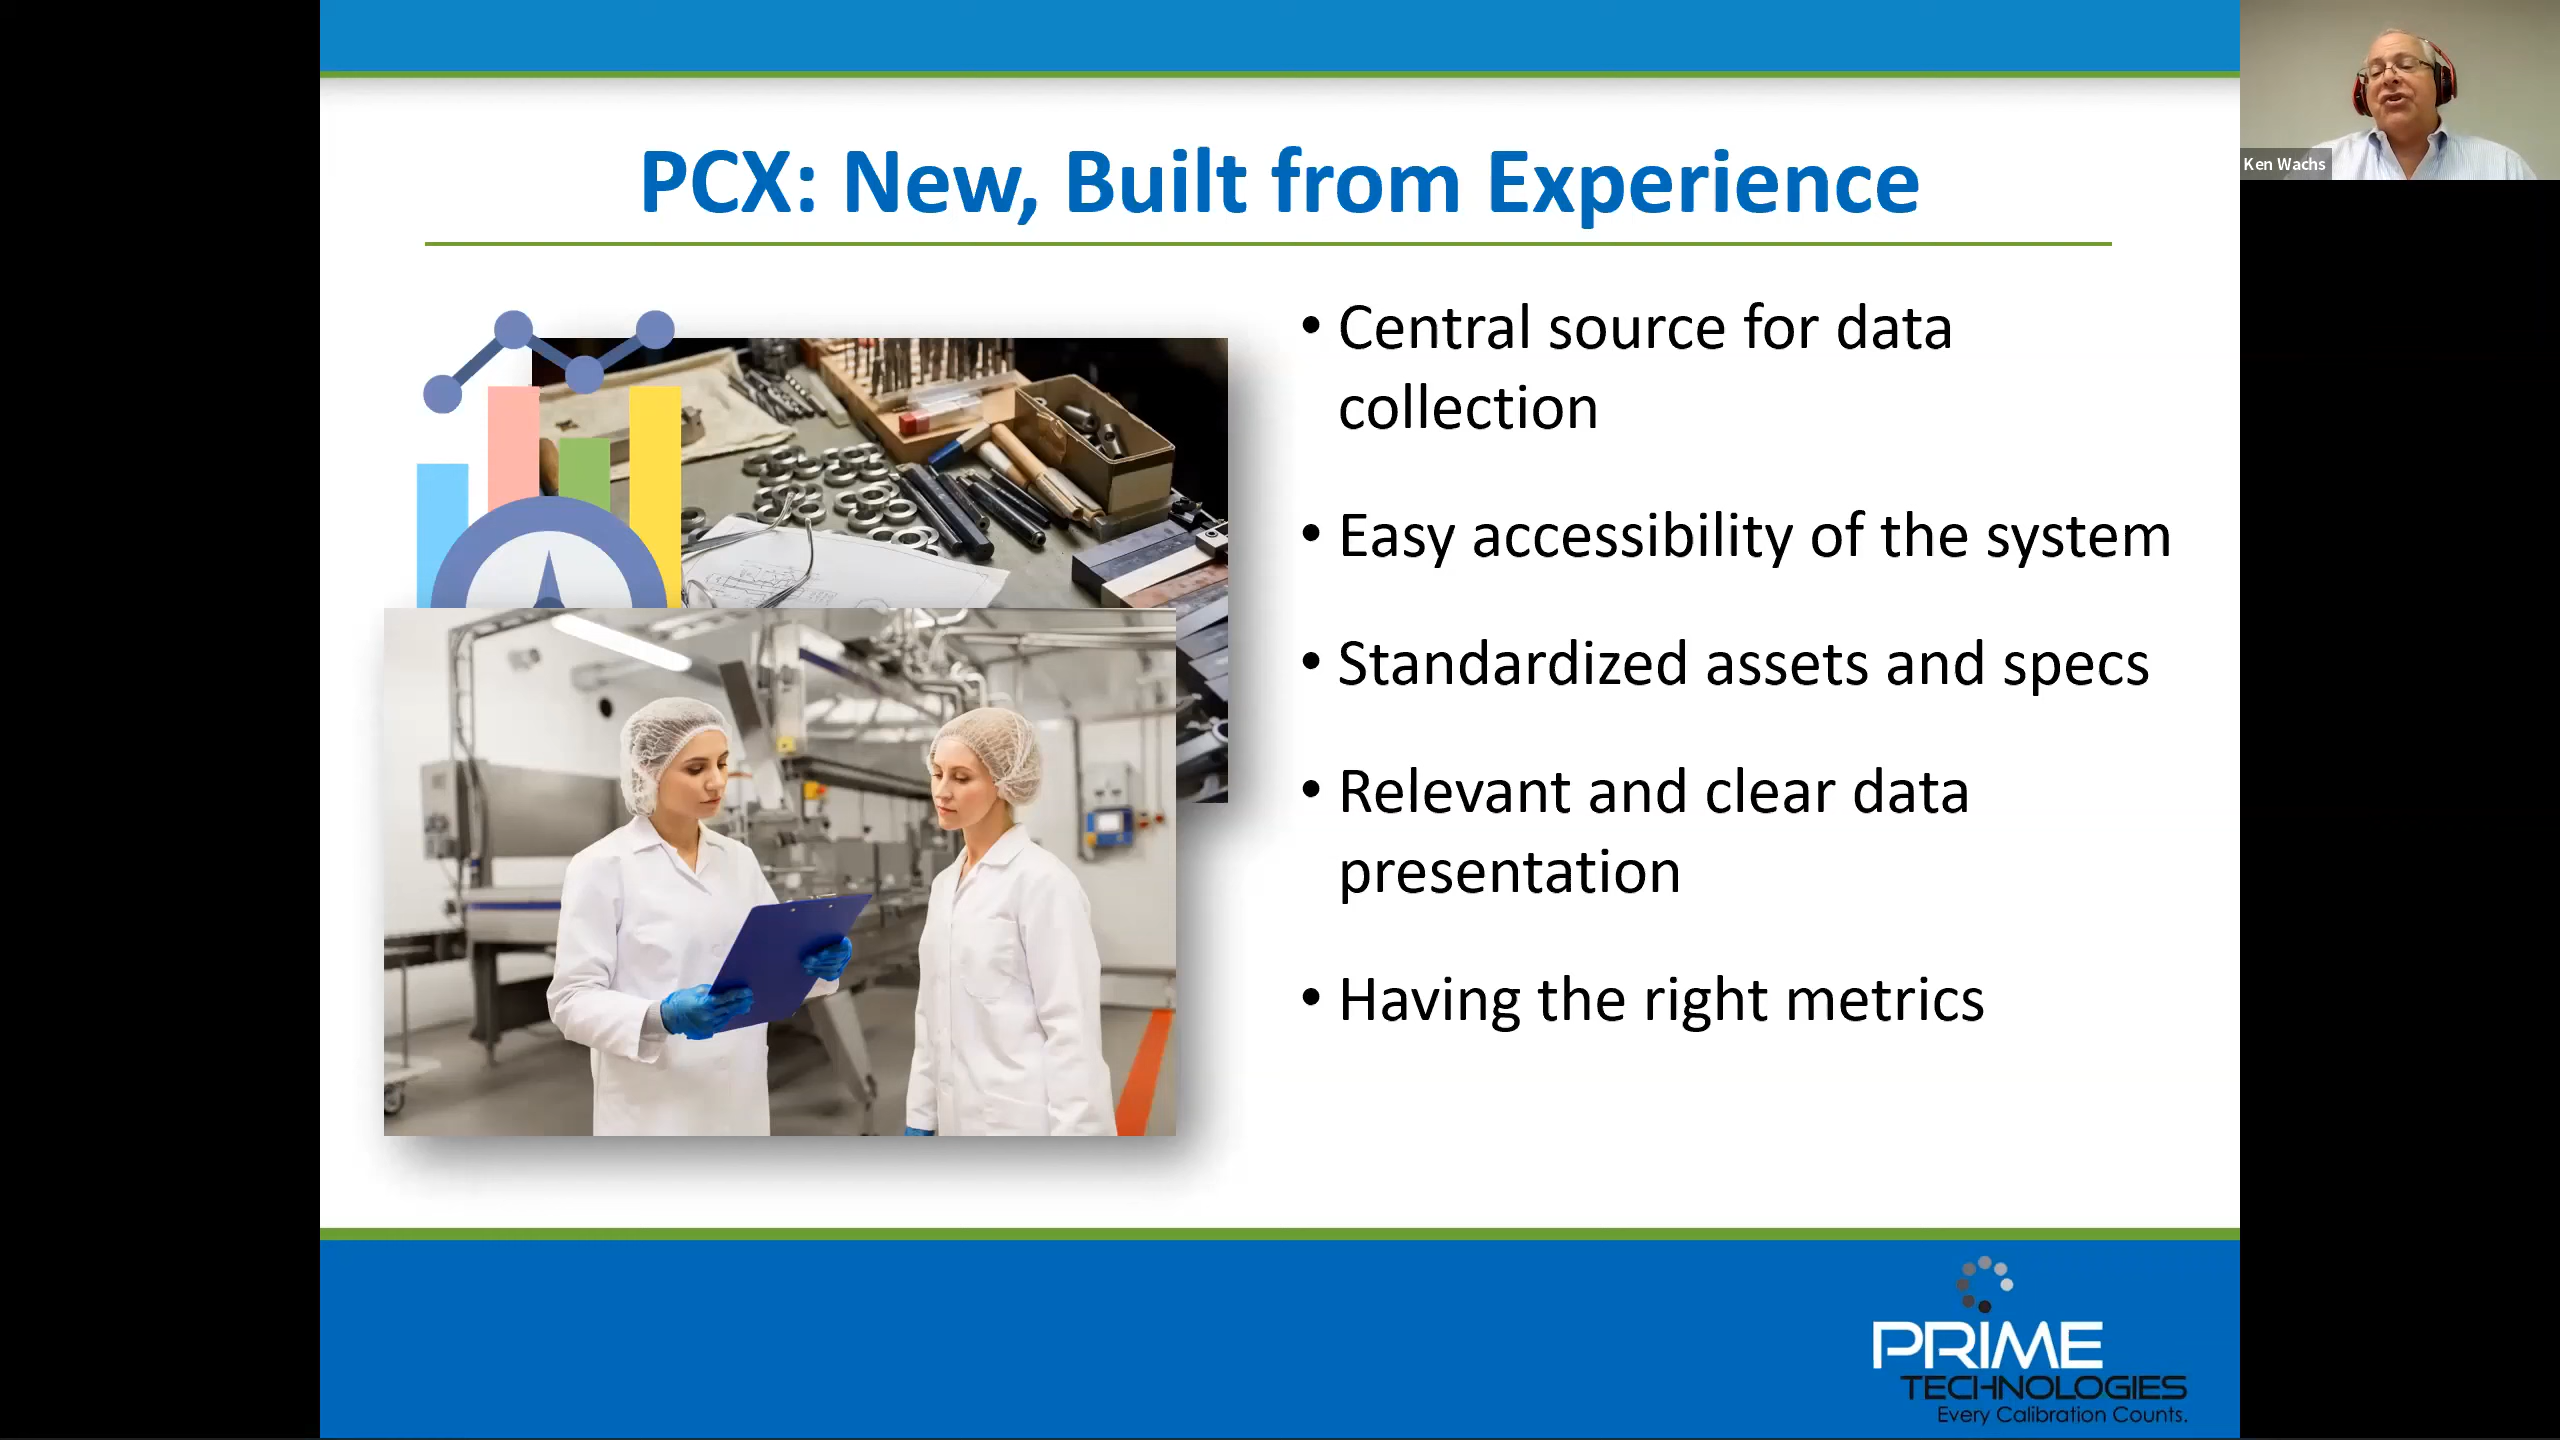 PCX: New, Built from Experience
Ken Wachs
• Central source for data
collection
• Easy accessibility of the system
• Standardized assets and specs
• Relevant and clear data
presentation
• Having the right metrics
PRIME
TECHNOLOGIES
Every Calibration Counts.